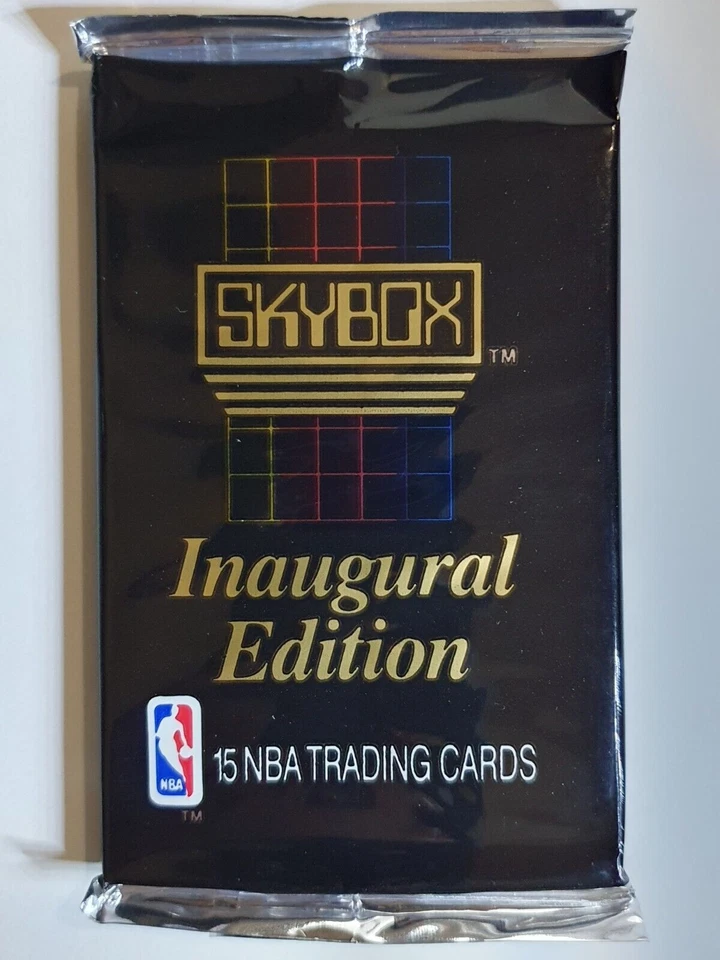 SKYBOX
TM
Inaugural
Edition
15 NBA TRADING CARDS
NBA
TM